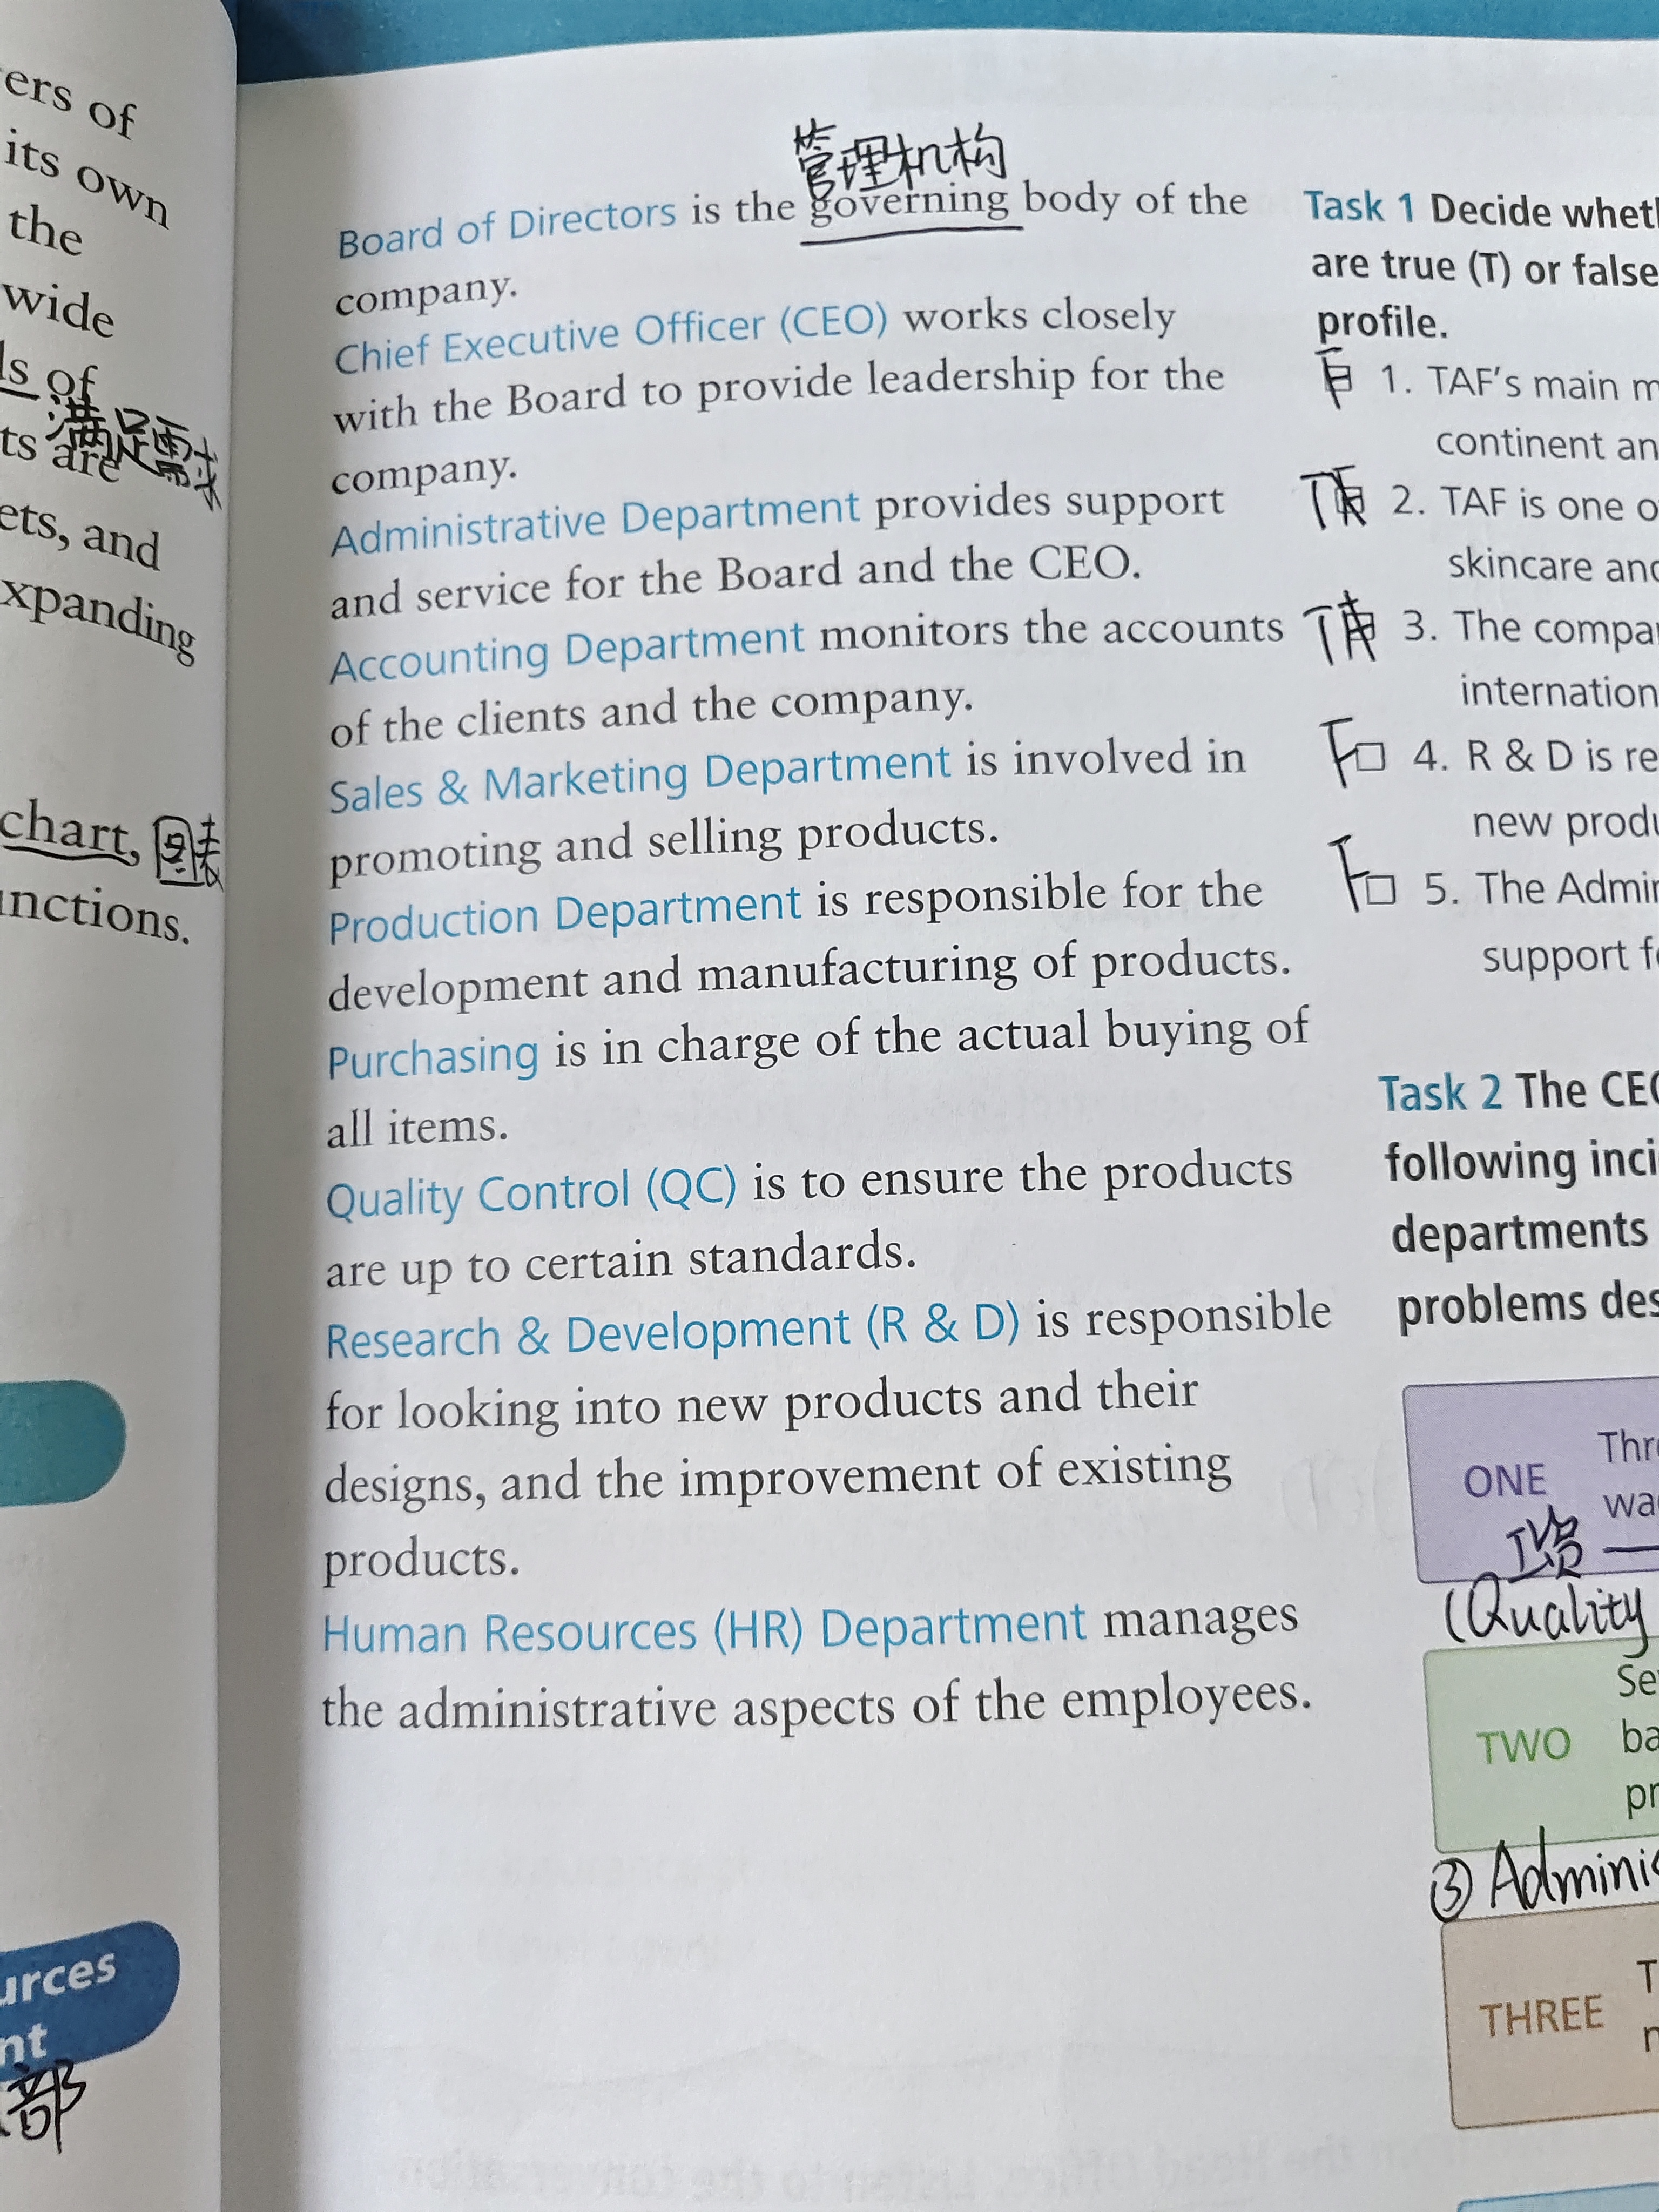 ers of
its own
the
wide
ls of
满足需求
ts are
ets, and
xpanding
chart, 图表
unctions.
urces
nt
部
管理机构
Board of Directors is the governing body of the
company.
Chief Executive Officer (CEO) works closely
with the Board to provide leadership for the
company.
Administrative Department provides support
and service for the Board and the CEO.
Accounting Department monitors the accounts
of the clients and the company.
Sales & Marketing Department is involved in
promoting and selling products.
Production Department is responsible for the
development and manufacturing of products.
Purchasing is in charge of the actual buying of
all items.
Quality Control (QC) is to ensure the products
are up to certain standards.
Research & Development (R & D) is responsible
for looking into new products and their
designs, and the improvement of existing
products.
Human Resources (HR) Department manages
the administrative aspects of the employees.
Task 1 Decide wheth
are true (T) or false
profile.
F 1. TAF's main m
continent an
2. TAF is one o
skincare and
3. The compa
internation
F 4. R & D is re
new produ
F 5. The Admin
support fo
Task 2 The CEO
following inci
departments
problems des
ONE Thre
wa
工资
(Quality
TWO Se
ba
pr
③ Adminis
THREE T
n